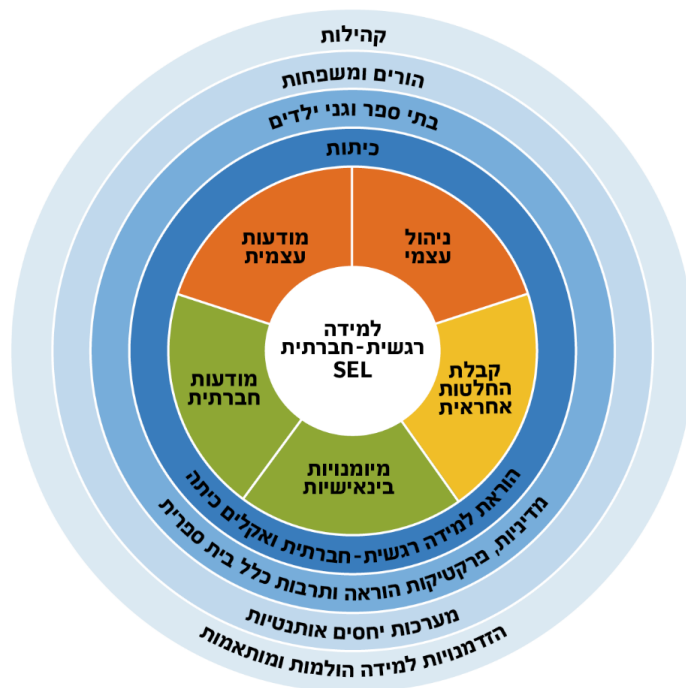 קהילות
הורים ומשפחות
בתי ספר וגני ילדים
כיתות
ניהול
עצמי
מודעות
עצמית
למידה
רגשית-חברתית
SEL
קבלת
החלטות
אחראית
מודעות
חברתית
מיומנויות
בינאישיות
הוראת למידה רגשית-חברתית ואקלים כיתה
מדיניות, פרקטיקות הוראה ותרבות כלל בית ספרית
מערכות יחסים אותנטיות
הזדמנויות למידה הולמות ומותאמות